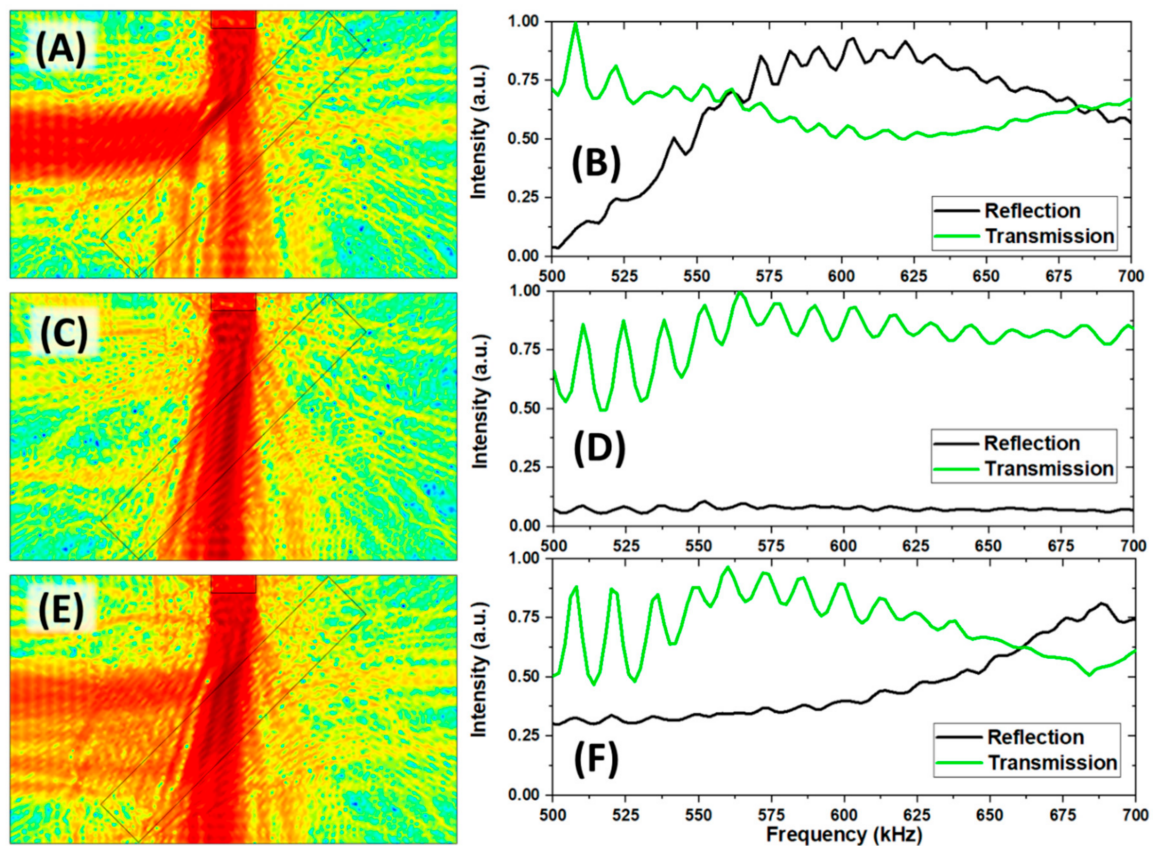 (A)
1.00
0.75
0.50
0.25
0.00
Intensity (a.u.)
(B)
Reflection
Transmission
500 525 550 575 600 625 650 675 700
(C)
1.00
0.75
0.50
0.25
0.00
Intensity (a.u.)
(D)
Reflection
Transmission
500 525 550 575 600 625 650 675 700
(E)
1.00
0.75
0.50
0.25
0.00
Intensity (a.u.)
(F)
Reflection
Transmission
500 525 550 575 600 625 650 675 700
Frequency (kHz)